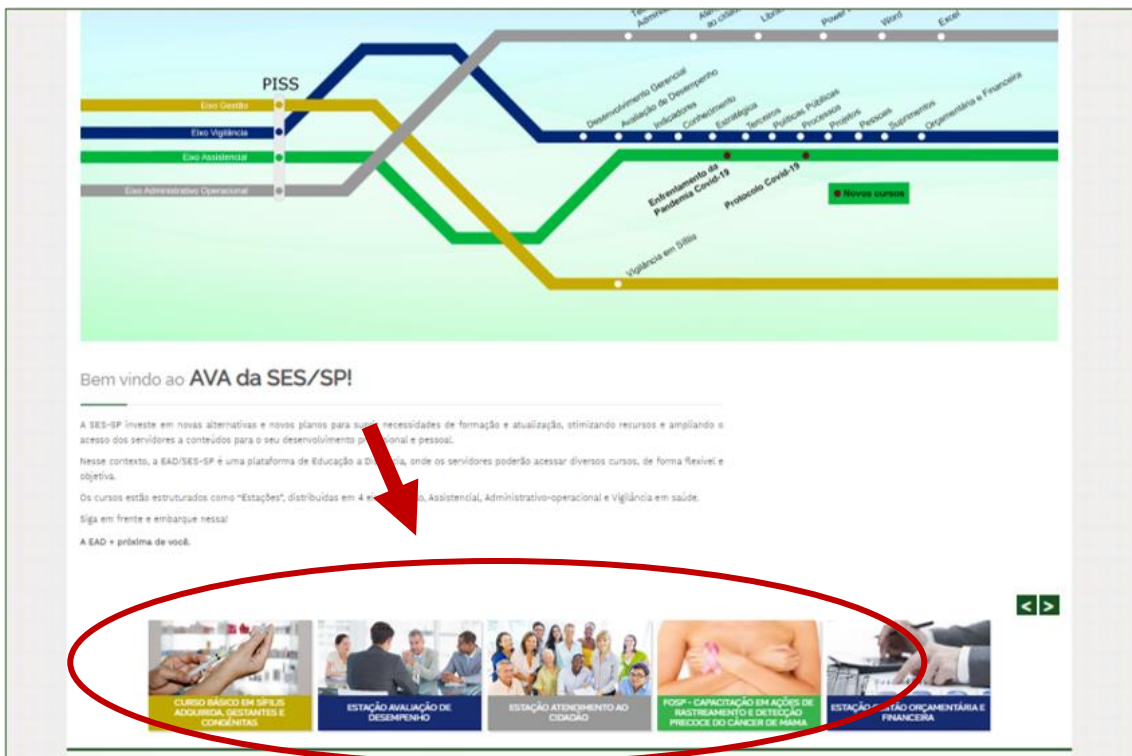 Administ
ao cidad
Libra
Power
Word
Excel
PISS
Eixo Gestão
Eixo Vigilância
Eixo Assistencial
Eixo Administrativo Operacional
Desenvolvimento Gerencial
Avaliação de Desempenho
Indicadores
Conhecimento
Estratégica
Terceiros
Políticas Públicas
Processos
Projetos
Pessoas
Suprimentos
Orçamentária e Financeira
Enfrentamento da
Pandemia Covid-19
Protocolo Covid-19
Novos cursos
Vigilância em Sífilis
Bem vindo ao AVA da SES/SP!
A SES-SP investe em novas alternativas e novos planos para necessidades de formação e atualização, otimizando recursos e ampliando o
acesso dos servidores a conteúdos para o seu desenvolvimento e pessoal.
Nesse contexto, a EAD/SES-SP é uma plataforma de Educação a onde os servidores poderão acessar diversos cursos, de forma flexível e
objetiva.
Os cursos estão estruturados como "Estações", distribuídas em 4 Assistencial, Administrativo-operacional e Vigilância em saúde.
Siga em frente e embarque nessa!
A EAD + próxima de você.
< >
CURSO BÁSICO EM SÍFILIS
ADQUIRIDA, GESTANTES E
CONGÊNITAS
ESTAÇÃO AVALIAÇÃO DE
DESEMPENHO
ESTAÇÃO ATENDIMENTO AO
CIDADÃO
FOSP - CAPACITAÇÃO EM AÇÕES DE
RASTREAMENTO E DETECÇÃO
PRECOCE DO CÂNCER DE MAMA
ESTAÇÃO GESTÃO ORÇAMENTÁRIA E
FINANCEIRA